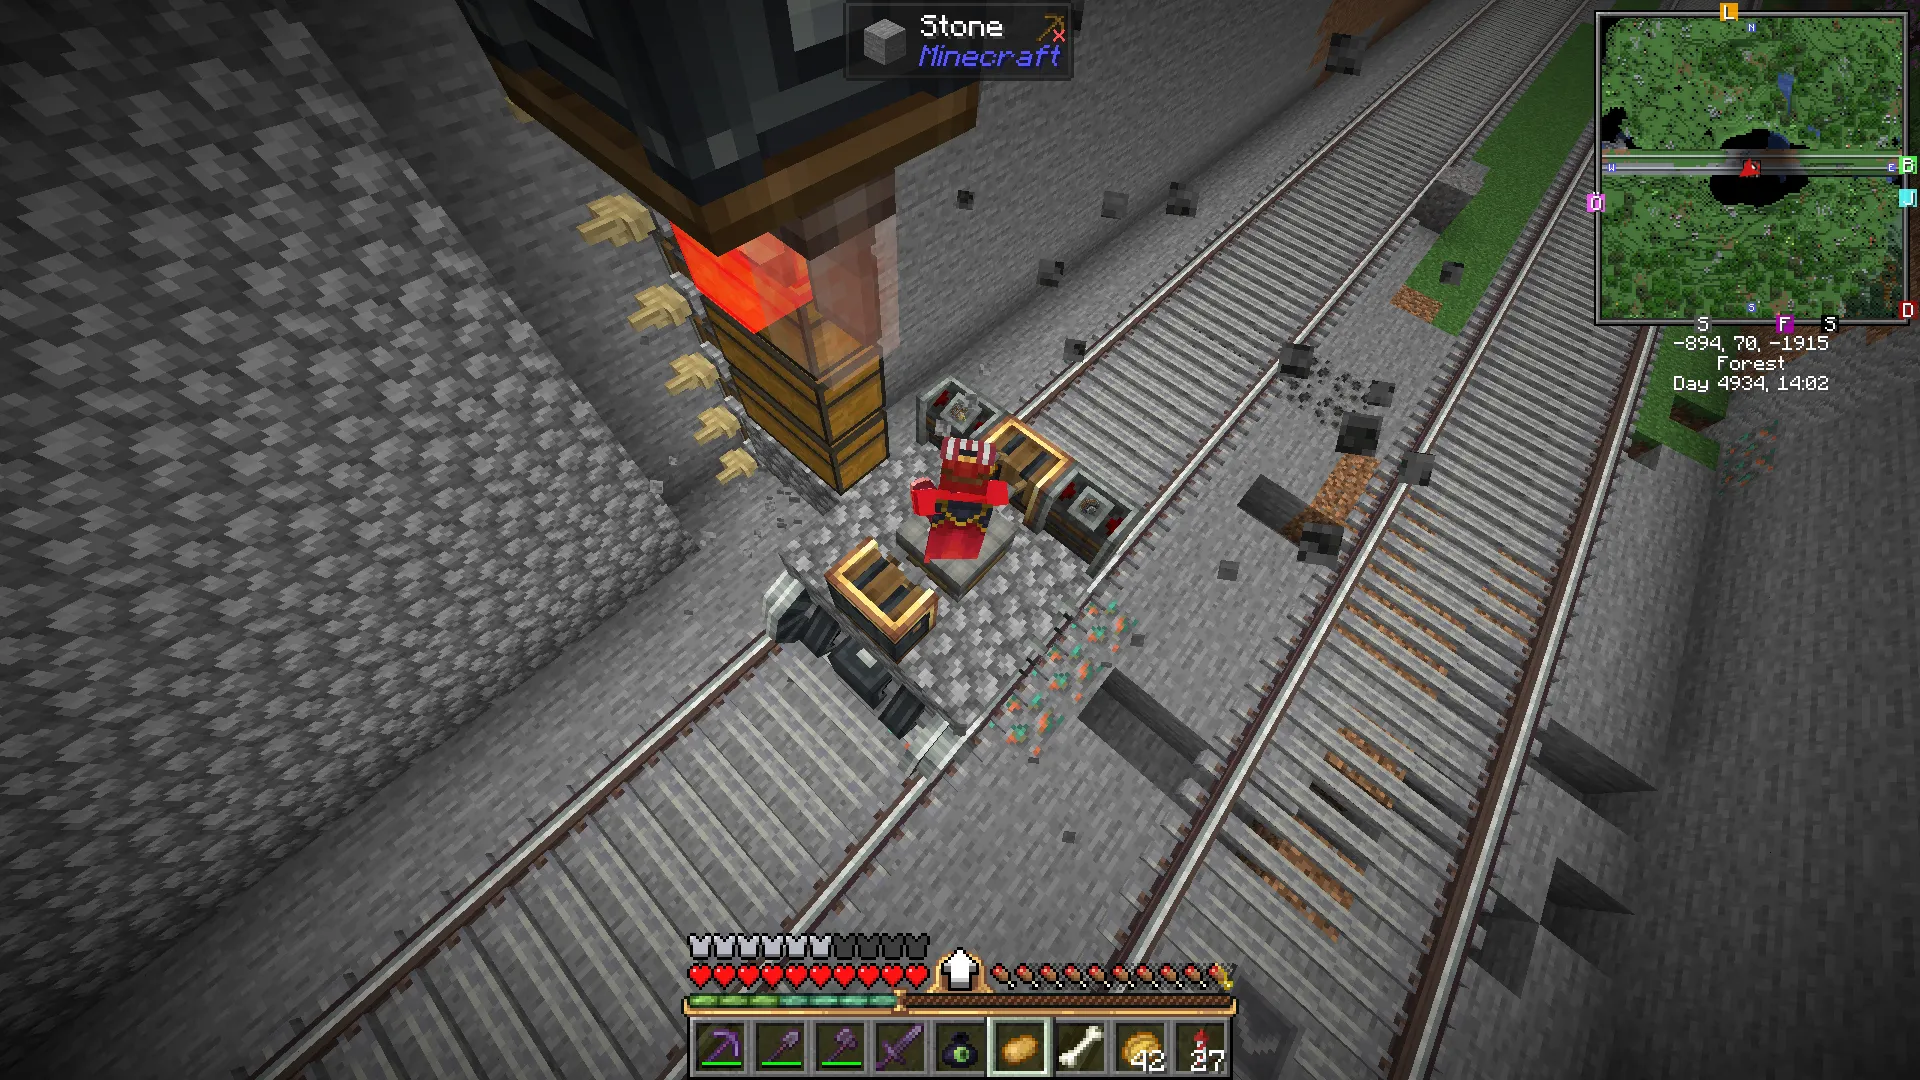 Stone
Minecraft
L
N
W
E
B
J
O
S
D
S
F
S
-894, 70, -1915
Forest
Day 4934, 14:02
42
27